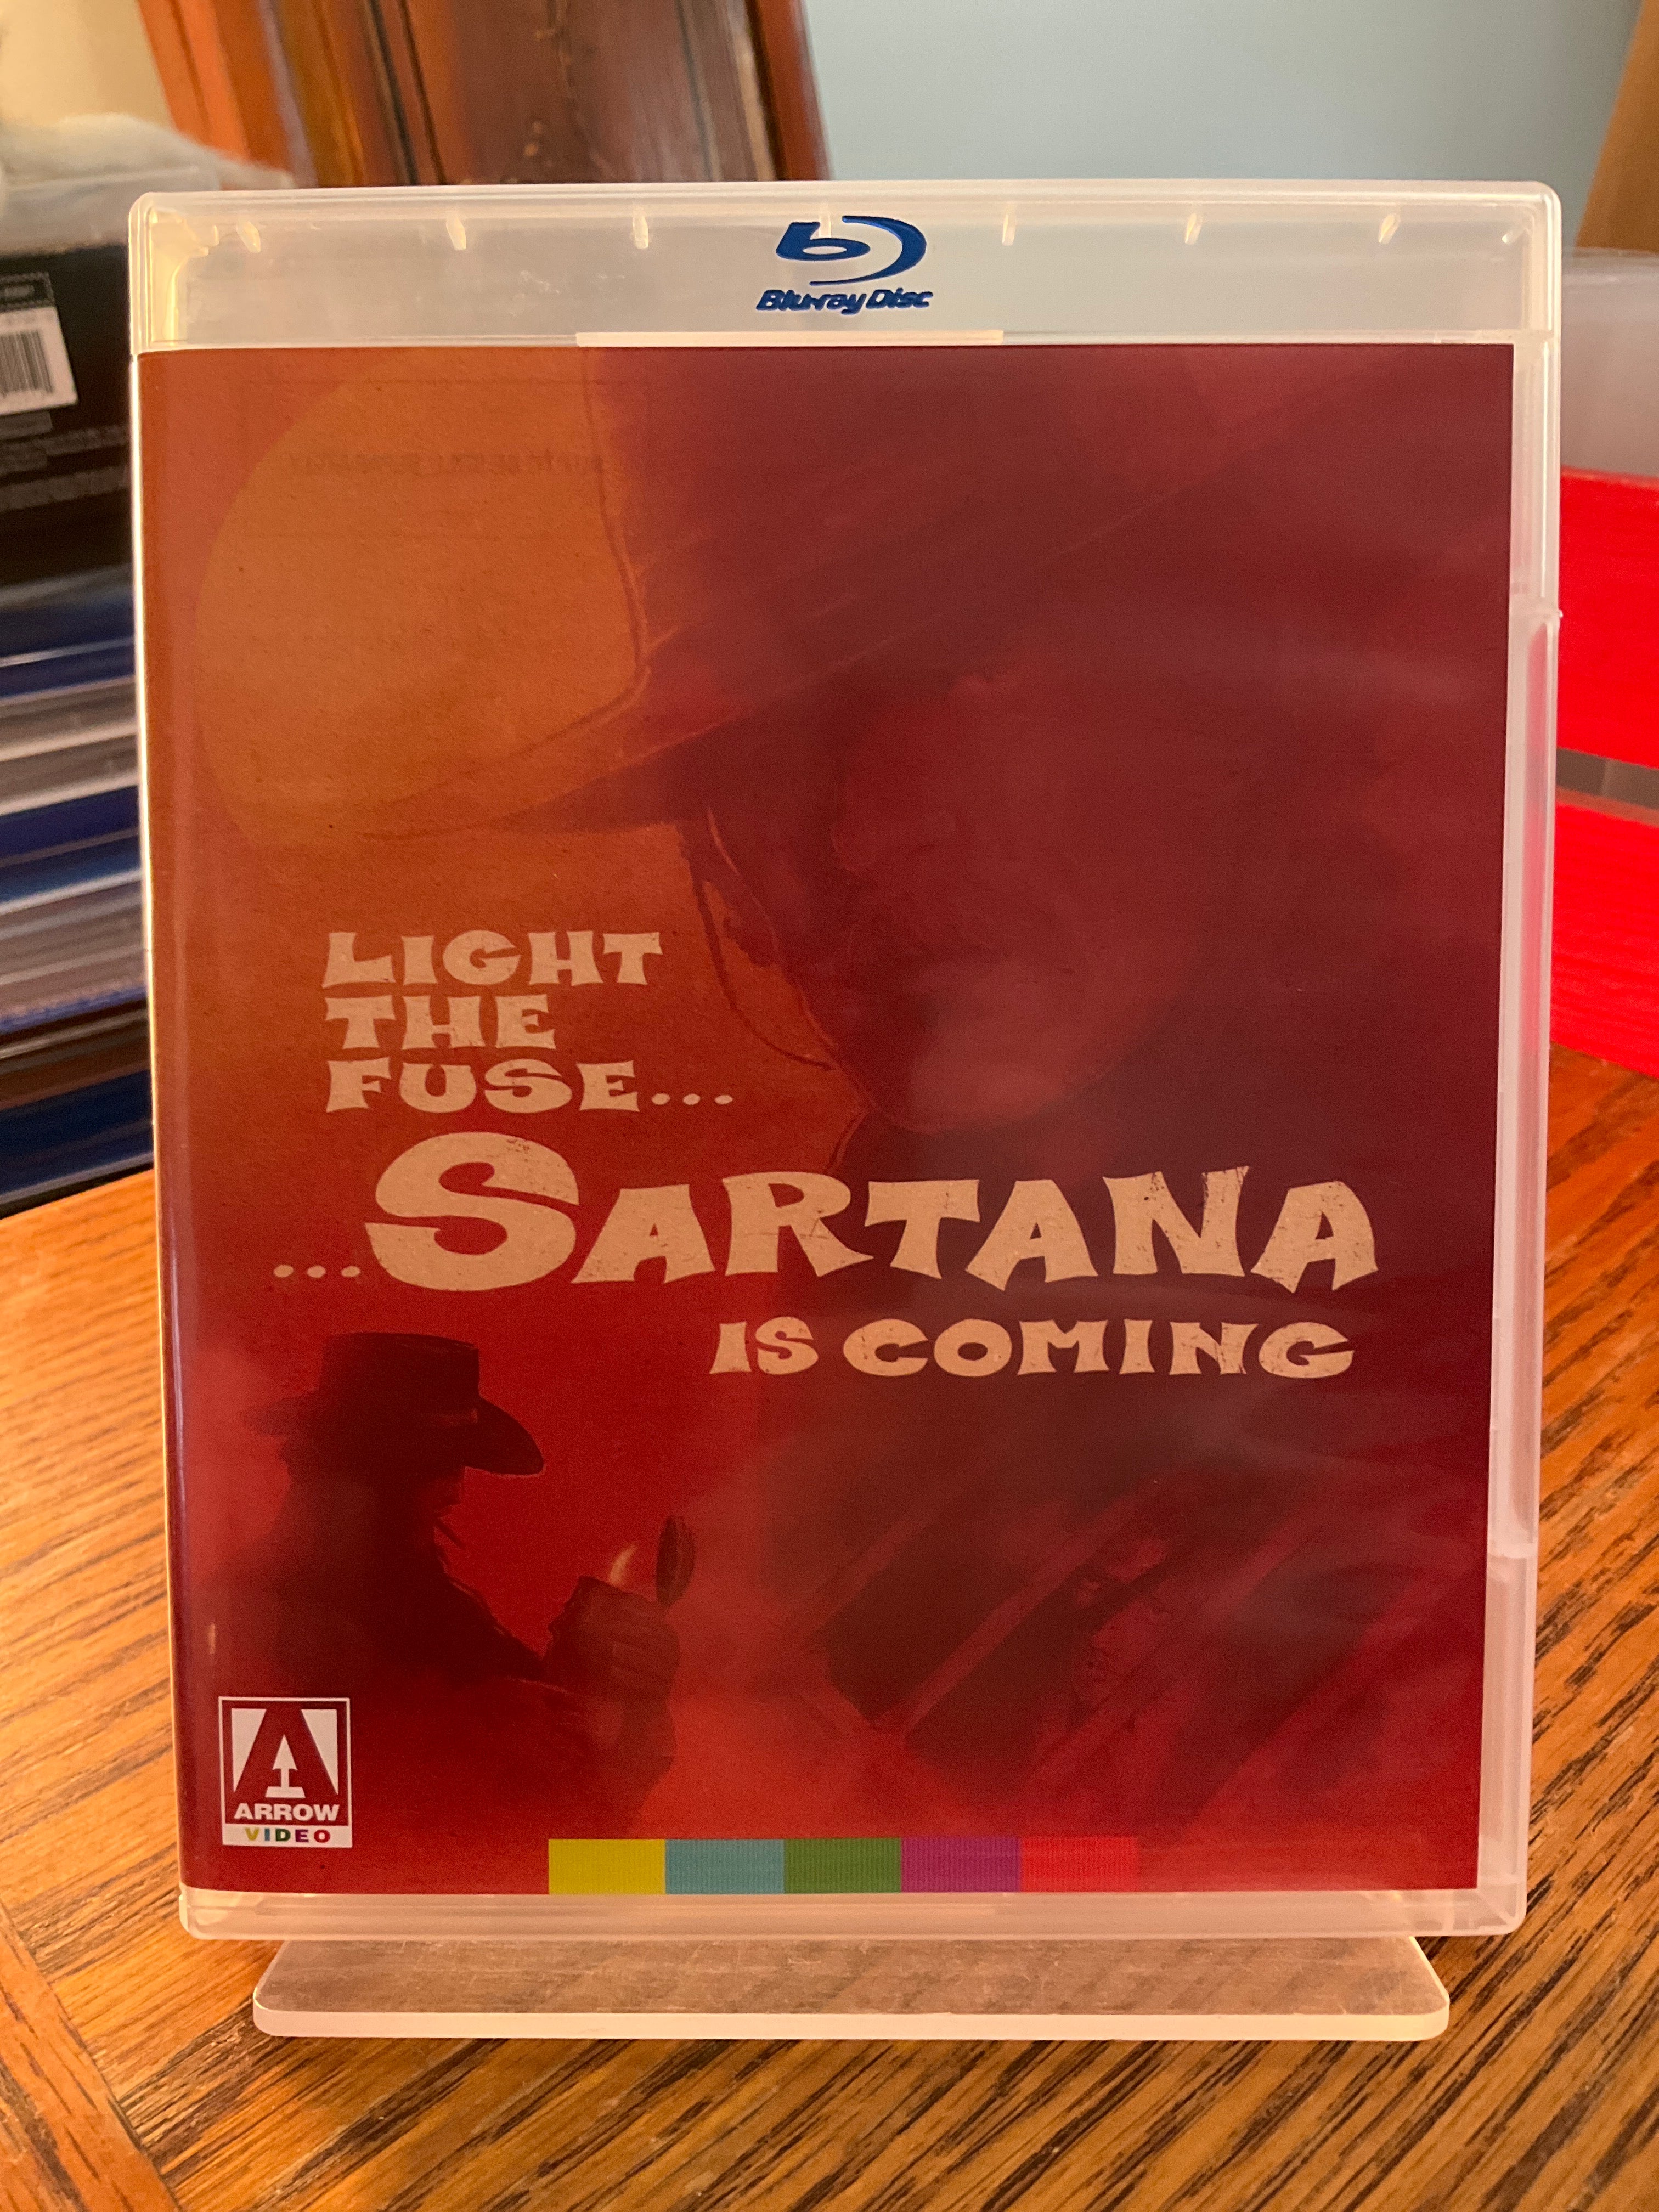 Blu-ray Disc
LIGHT
THE
FUSE...
...SARTANA
IS COMING
ARROW
VIDEO